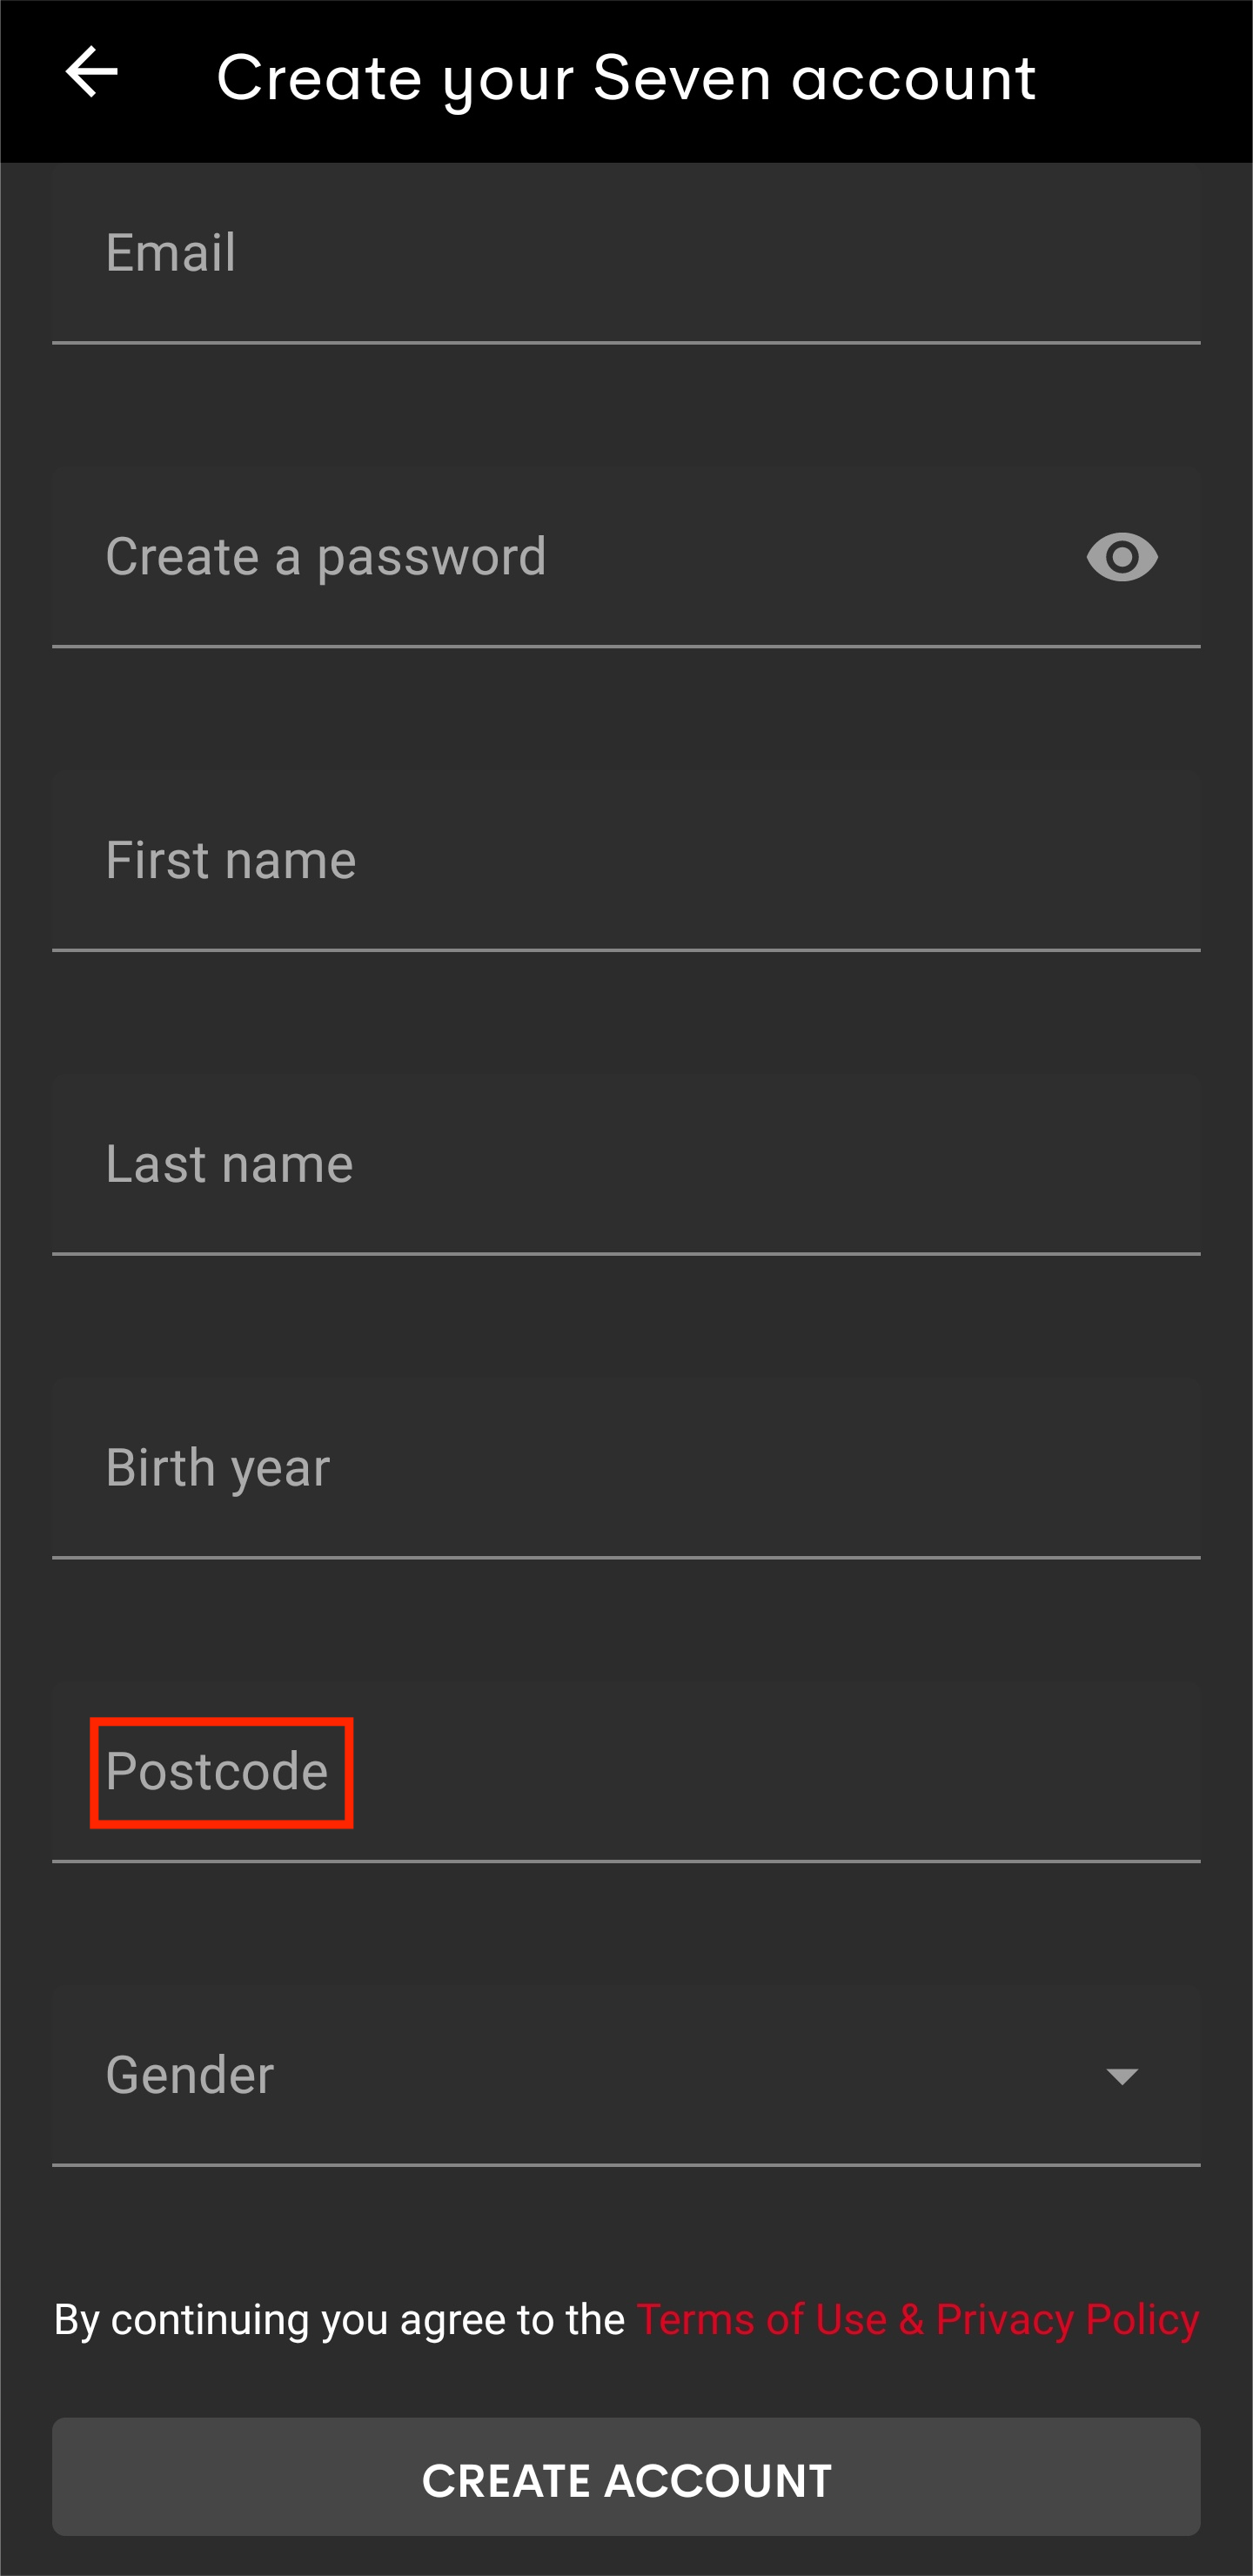 Create your Seven account
Email
Create a password
First name
Last name
Birth year
Postcode
Gender
By continuing you agree to the Terms of Use & Privacy Policy
CREATE ACCOUNT